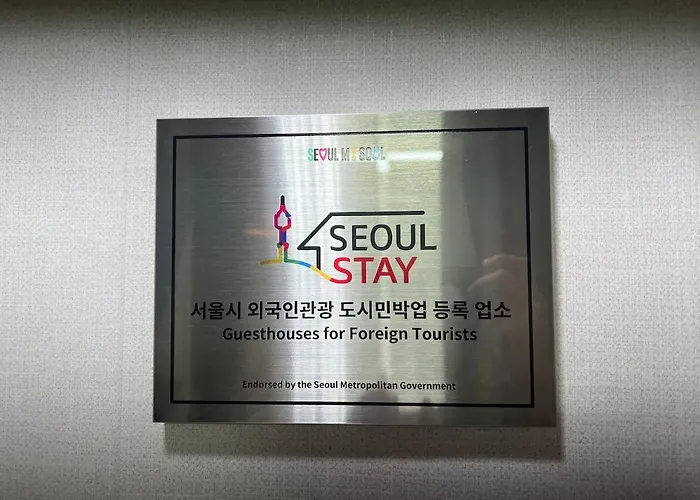 SEOUL MY SOUL
SEOUL
STAY
서울시 외국인관광 도시민박업 등록 업소
Guesthouses for Foreign Tourists
Endorsed by the Seoul Metropolitan Government